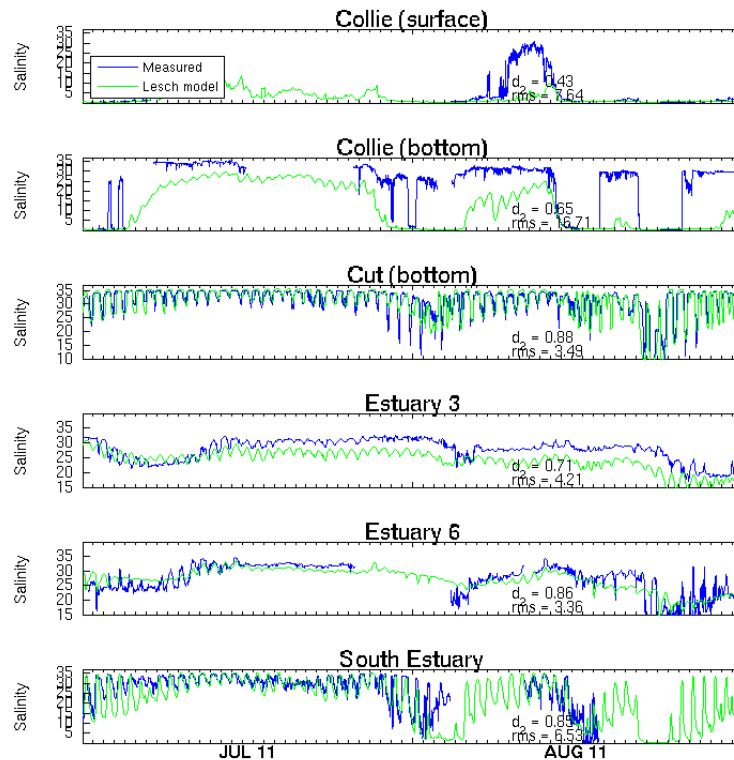 Collie (surface)
35
30
25
20
15
10
5
Salinity
Measured
Lesch model
d2 = 0.43
rms = 7.64
Collie (bottom)
35
30
25
20
15
10
5
Salinity
d2 = 0.65
rms = 16.71
Cut (bottom)
35
30
25
20
15
10
Salinity
d2 = 0.88
rms = 3.49
Estuary 3
35
30
25
20
15
Salinity
d2 = 0.71
rms = 4.21
Estuary 6
35
30
25
20
15
Salinity
d2 = 0.86
rms = 3.36
South Estuary
35
30
25
20
15
10
5
Salinity
d2 = 0.85
rms = 6.53
JUL 11
AUG 11